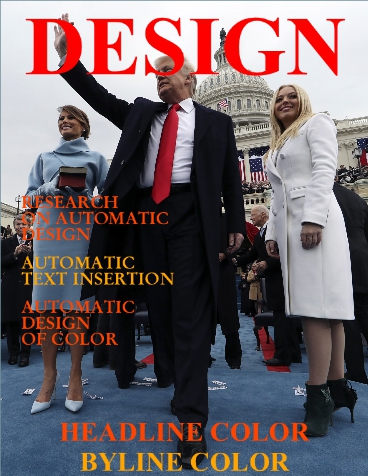 DESIGN
RESEARCH
ON AUTOMATIC
DESIGN
AUTOMATIC
TEXT INSERTION
AUTOMATIC
DESIGN
OF COLOR
HEADLINE COLOR
BYLINE COLOR